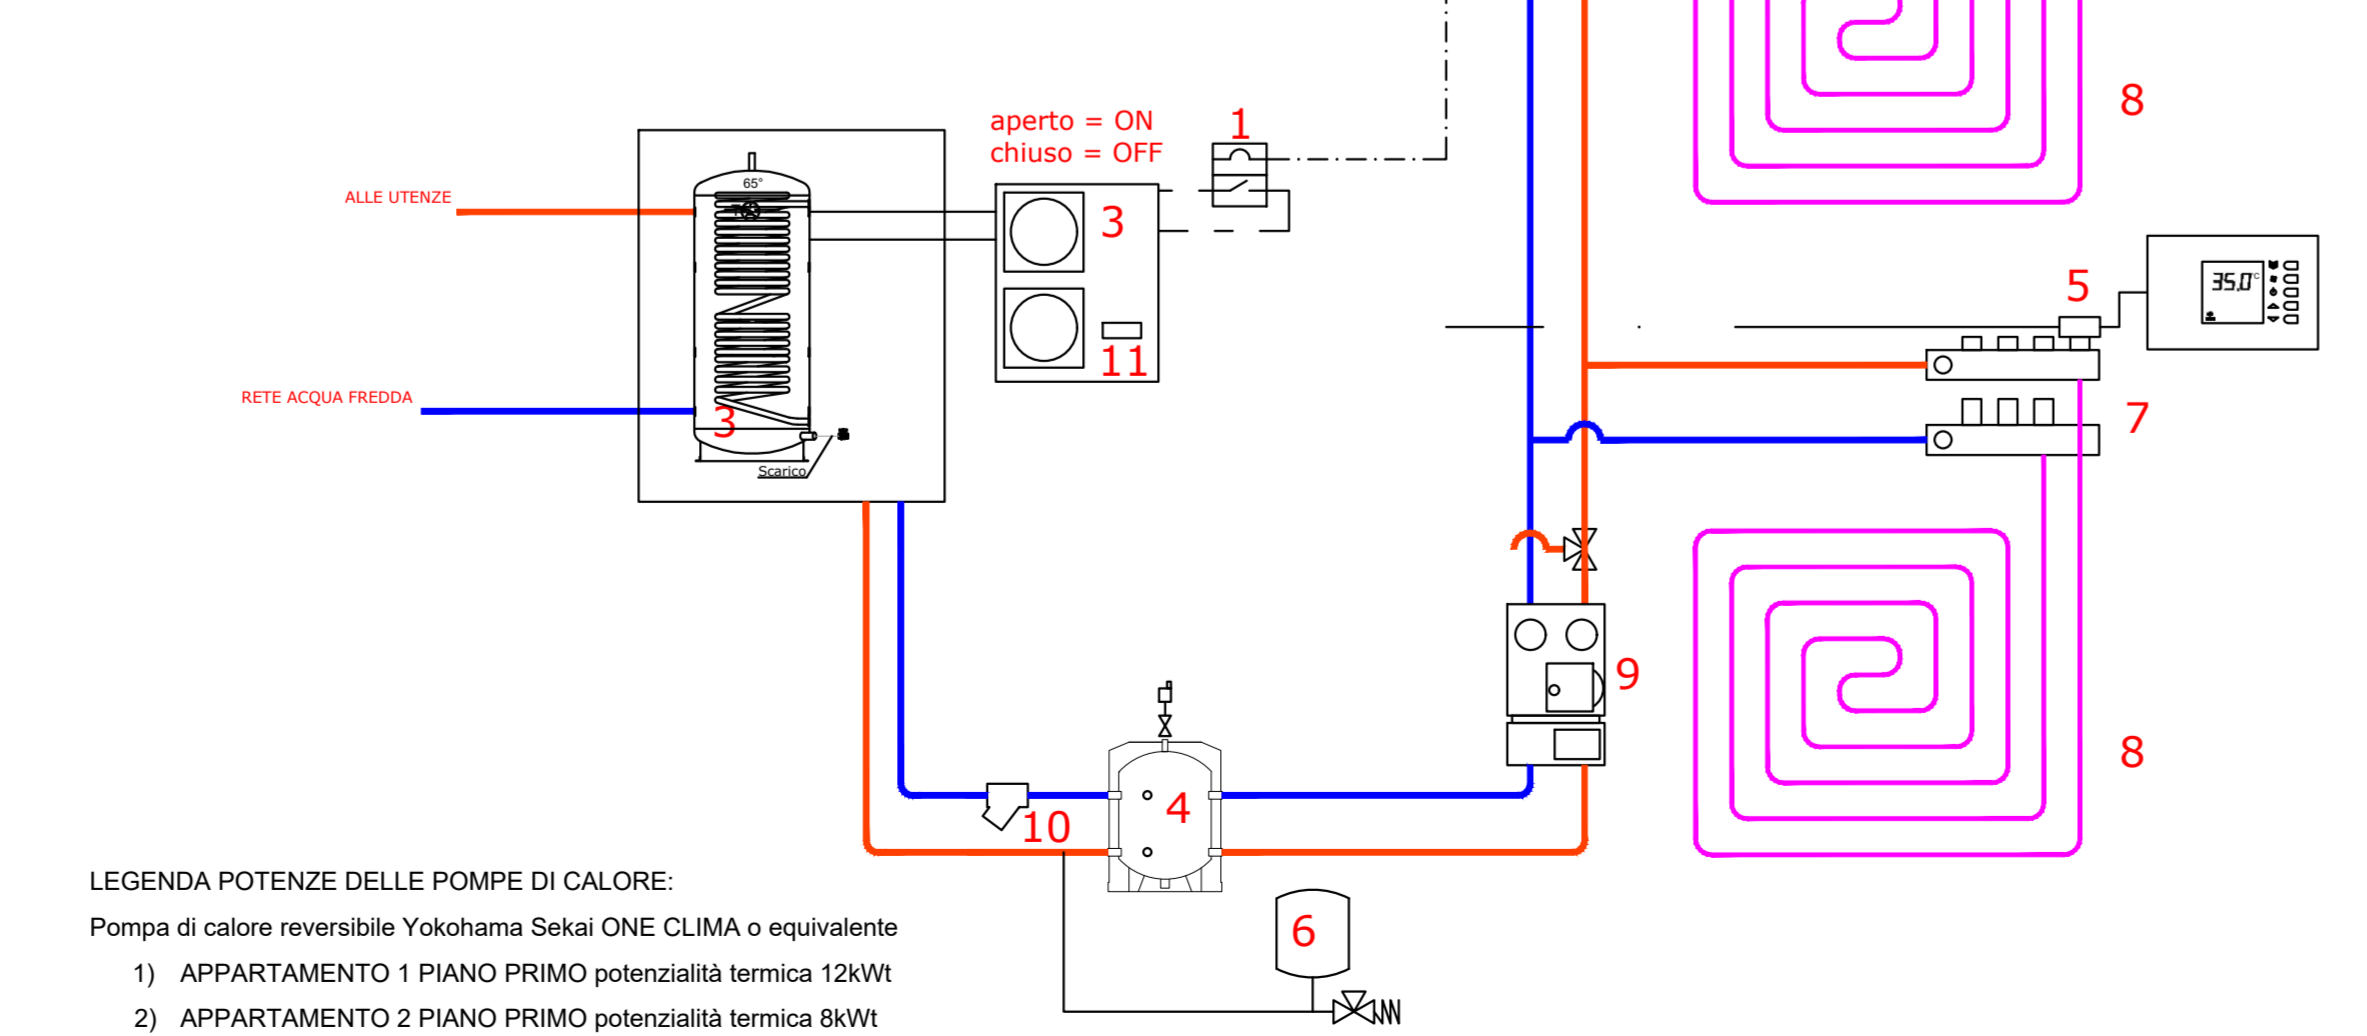 8
aperto = ON
chiuso = OFF
1
65°
ALLE UTENZE
3
5
35,0°C
11
RETE ACQUA FREDDA
3
7
Scarico
9
8
4
10
LEGENDA POTENZE DELLE POMPE DI CALORE:
Pompa di calore reversibile Yokohama Sekai ONE CLIMA o equivalente
6
1) APPARTAMENTO 1 PIANO PRIMO potenzialità termica 12kWt
2) APPARTAMENTO 2 PIANO PRIMO potenzialità termica 8kWt